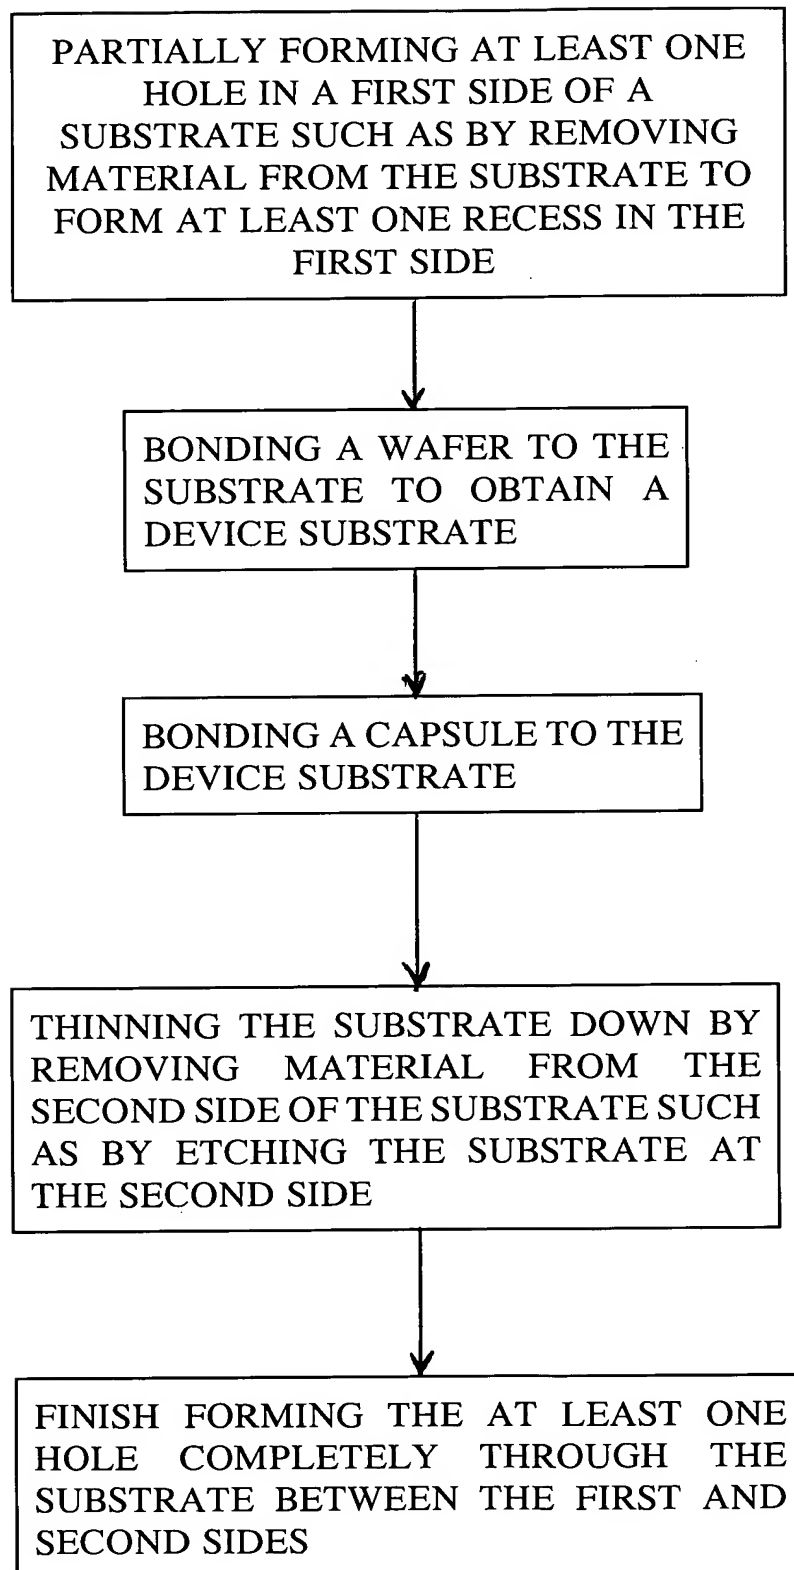 PARTIALLY FORMING AT LEAST ONE
HOLE IN A FIRST SIDE OF A
SUBSTRATE SUCH AS BY REMOVING
MATERIAL FROM THE SUBSTRATE TO
FORM AT LEAST ONE RECESS IN THE
FIRST SIDE
BONDING A WAFER TO THE
SUBSTRATE TO OBTAIN A
DEVICE SUBSTRATE
BONDING A CAPSULE TO THE
DEVICE SUBSTRATE
THINNING THE SUBSTRATE DOWN BY
REMOVING MATERIAL FROM THE
SECOND SIDE OF THE SUBSTRATE SUCH
AS BY ETCHING THE SUBSTRATE AT
THE SECOND SIDE
FINISH FORMING THE AT LEAST ONE
HOLE COMPLETELY THROUGH THE
SUBSTRATE BETWEEN THE FIRST AND
SECOND SIDES